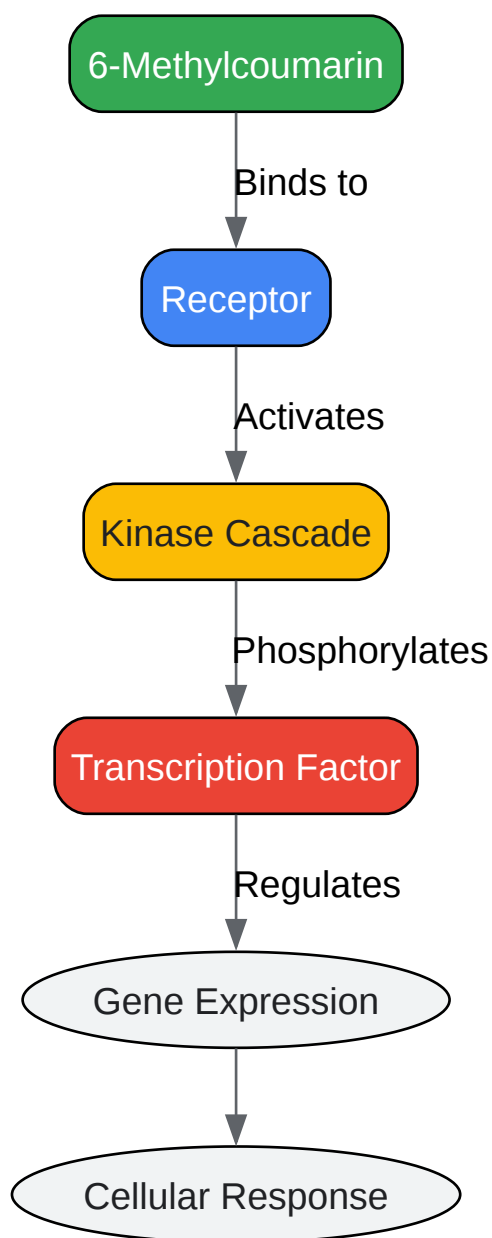 6-Methylcoumarin
Binds to
Receptor
Activates
Kinase Cascade
Phosphorylates
Transcription Factor
Regulates
Gene Expression
Cellular Response